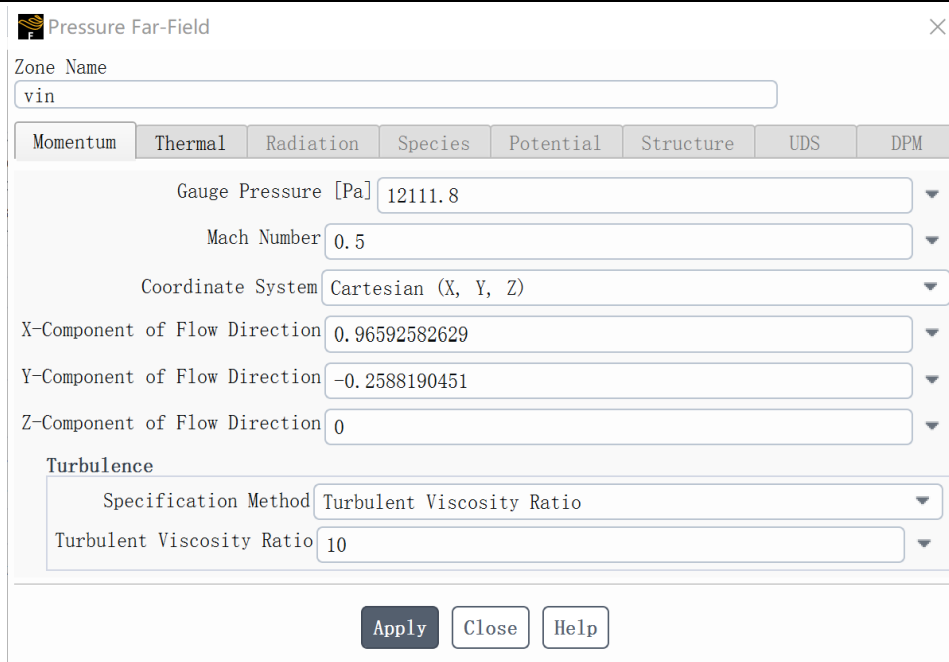 Pressure Far-Field
Zone Name
vin
Momentum Thermal Radiation Species Potential Structure UDS DPM
Gauge Pressure [Pa] 12111.8
Mach Number 0.5
Coordinate System Cartesian (X, Y, Z)
X-Component of Flow Direction 0.96592582629
Y-Component of Flow Direction -0.2588190451
Z-Component of Flow Direction 0
Turbulence
Specification Method Turbulent Viscosity Ratio
Turbulent Viscosity Ratio 10
Apply Close Help